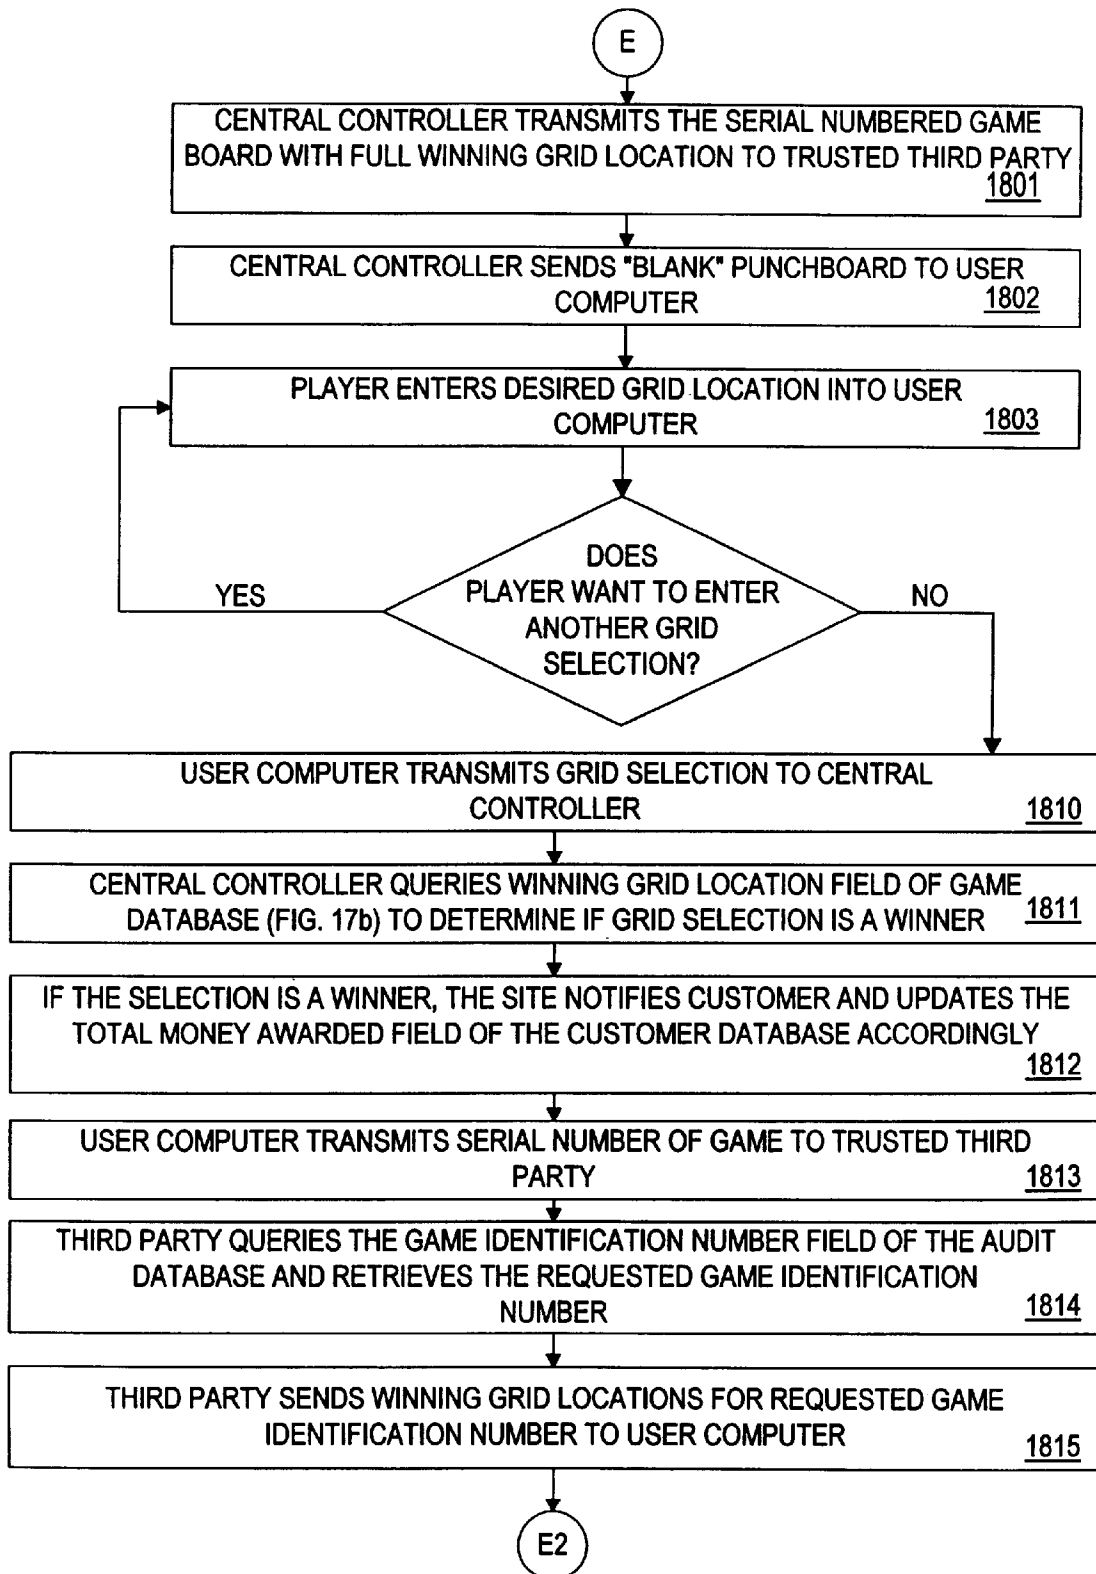 E
CENTRAL CONTROLLER TRANSMITS THE SERIAL NUMBERED GAME
BOARD WITH FULL WINNING GRID LOCATION TO TRUSTED THIRD PARTY
1801
CENTRAL CONTROLLER SENDS "BLANK" PUNCHBOARD TO USER
COMPUTER
1802
PLAYER ENTERS DESIRED GRID LOCATION INTO USER
COMPUTER
1803
DOES
PLAYER WANT TO ENTER
ANOTHER GRID
SELECTION?
YES
NO
USER COMPUTER TRANSMITS GRID SELECTION TO CENTRAL
CONTROLLER
1810
CENTRAL CONTROLLER QUERIES WINNING GRID LOCATION FIELD OF GAME
DATABASE (FIG. 17b) TO DETERMINE IF GRID SELECTION IS A WINNER
1811
IF THE SELECTION IS A WINNER, THE SITE NOTIFIES CUSTOMER AND UPDATES THE
TOTAL MONEY AWARDED FIELD OF THE CUSTOMER DATABASE ACCORDINGLY
1812
USER COMPUTER TRANSMITS SERIAL NUMBER OF GAME TO TRUSTED THIRD
PARTY
1813
THIRD PARTY QUERIES THE GAME IDENTIFICATION NUMBER FIELD OF THE AUDIT
DATABASE AND RETRIEVES THE REQUESTED GAME IDENTIFICATION
NUMBER
1814
THIRD PARTY SENDS WINNING GRID LOCATIONS FOR REQUESTED GAME
IDENTIFICATION NUMBER TO USER COMPUTER
1815
E2